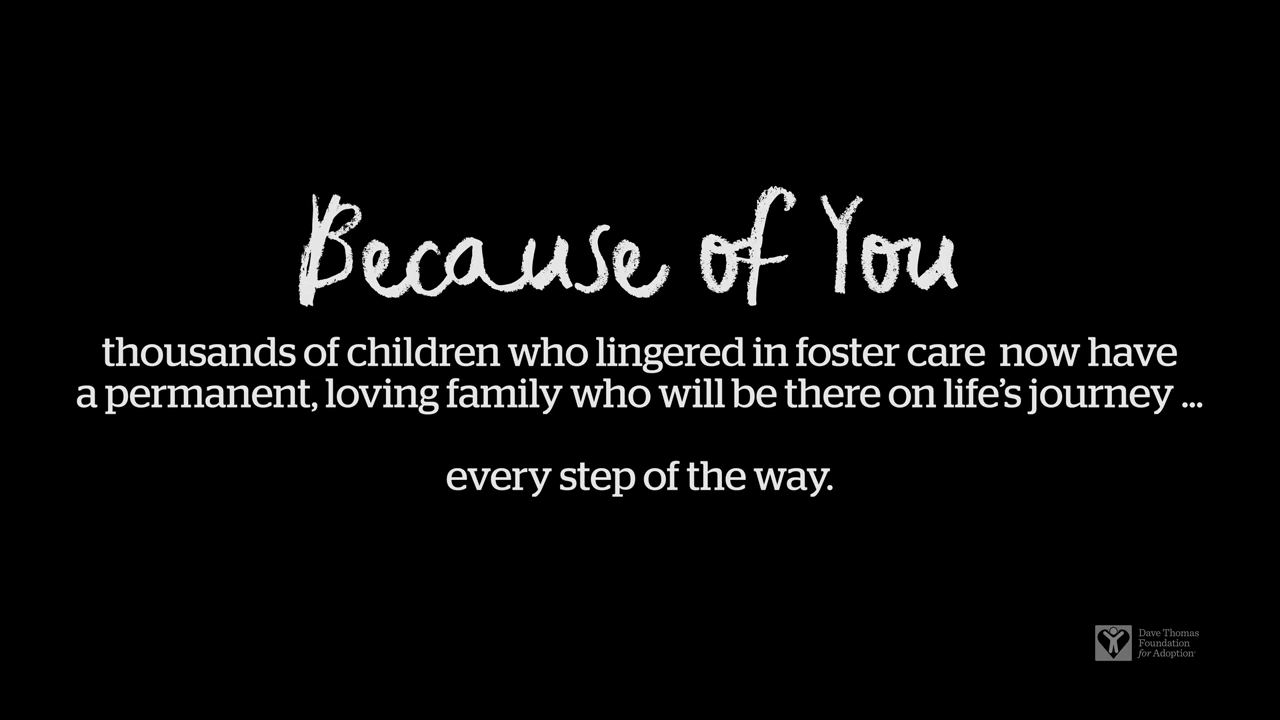 Because of You
thousands of children who lingered in foster care  now have
a permanent, loving family who will be there on life’s journey ...
every step of the way.
Dave Thomas
Foundation
for Adoption